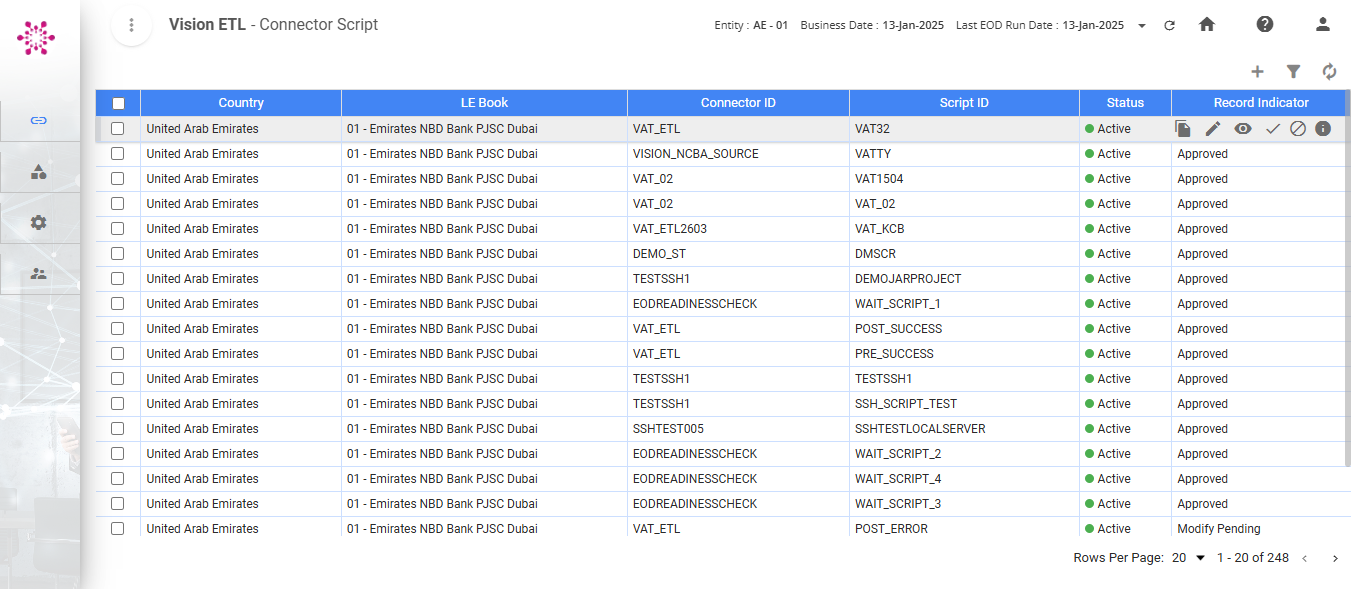 Vision ETL - Connector Script Entity : AE - 01 Business Date : 13-Jan-2025 Last EOD Run Date : 13-Jan-2025
Country LE Book Connector ID Script ID Status Record Indicator
United Arab Emirates 01 - Emirates NBD Bank PJSC Dubai VAT_ETL VAT32 Active
United Arab Emirates 01 - Emirates NBD Bank PJSC Dubai VISION_NCBA_SOURCE VATTY Active Approved
United Arab Emirates 01 - Emirates NBD Bank PJSC Dubai VAT_02 VAT1504 Active Approved
United Arab Emirates 01 - Emirates NBD Bank PJSC Dubai VAT_02 VAT_02 Active Approved
United Arab Emirates 01 - Emirates NBD Bank PJSC Dubai VAT_ETL2603 VAT_KCB Active Approved
United Arab Emirates 01 - Emirates NBD Bank PJSC Dubai DEMO_ST DMSCR Active Approved
United Arab Emirates 01 - Emirates NBD Bank PJSC Dubai TESTSSH1 DEMOJARPROJECT Active Approved
United Arab Emirates 01 - Emirates NBD Bank PJSC Dubai EODREADINESSCHECK WAIT_SCRIPT_1 Active Approved
United Arab Emirates 01 - Emirates NBD Bank PJSC Dubai VAT_ETL POST_SUCCESS Active Approved
United Arab Emirates 01 - Emirates NBD Bank PJSC Dubai VAT_ETL PRE_SUCCESS Active Approved
United Arab Emirates 01 - Emirates NBD Bank PJSC Dubai TESTSSH1 TESTSSH1 Active Approved
United Arab Emirates 01 - Emirates NBD Bank PJSC Dubai TESTSSH1 SSH_SCRIPT_TEST Active Approved
United Arab Emirates 01 - Emirates NBD Bank PJSC Dubai SSHTEST005 SSHTESTLOCALSERVER Active Approved
United Arab Emirates 01 - Emirates NBD Bank PJSC Dubai EODREADINESSCHECK WAIT_SCRIPT_2 Active Approved
United Arab Emirates 01 - Emirates NBD Bank PJSC Dubai EODREADINESSCHECK WAIT_SCRIPT_4 Active Approved
United Arab Emirates 01 - Emirates NBD Bank PJSC Dubai EODREADINESSCHECK WAIT_SCRIPT_3 Active Approved
United Arab Emirates 01 - Emirates NBD Bank PJSC Dubai VAT_ETL POST_ERROR Active Modify Pending
Rows Per Page: 20 1 - 20 of 248